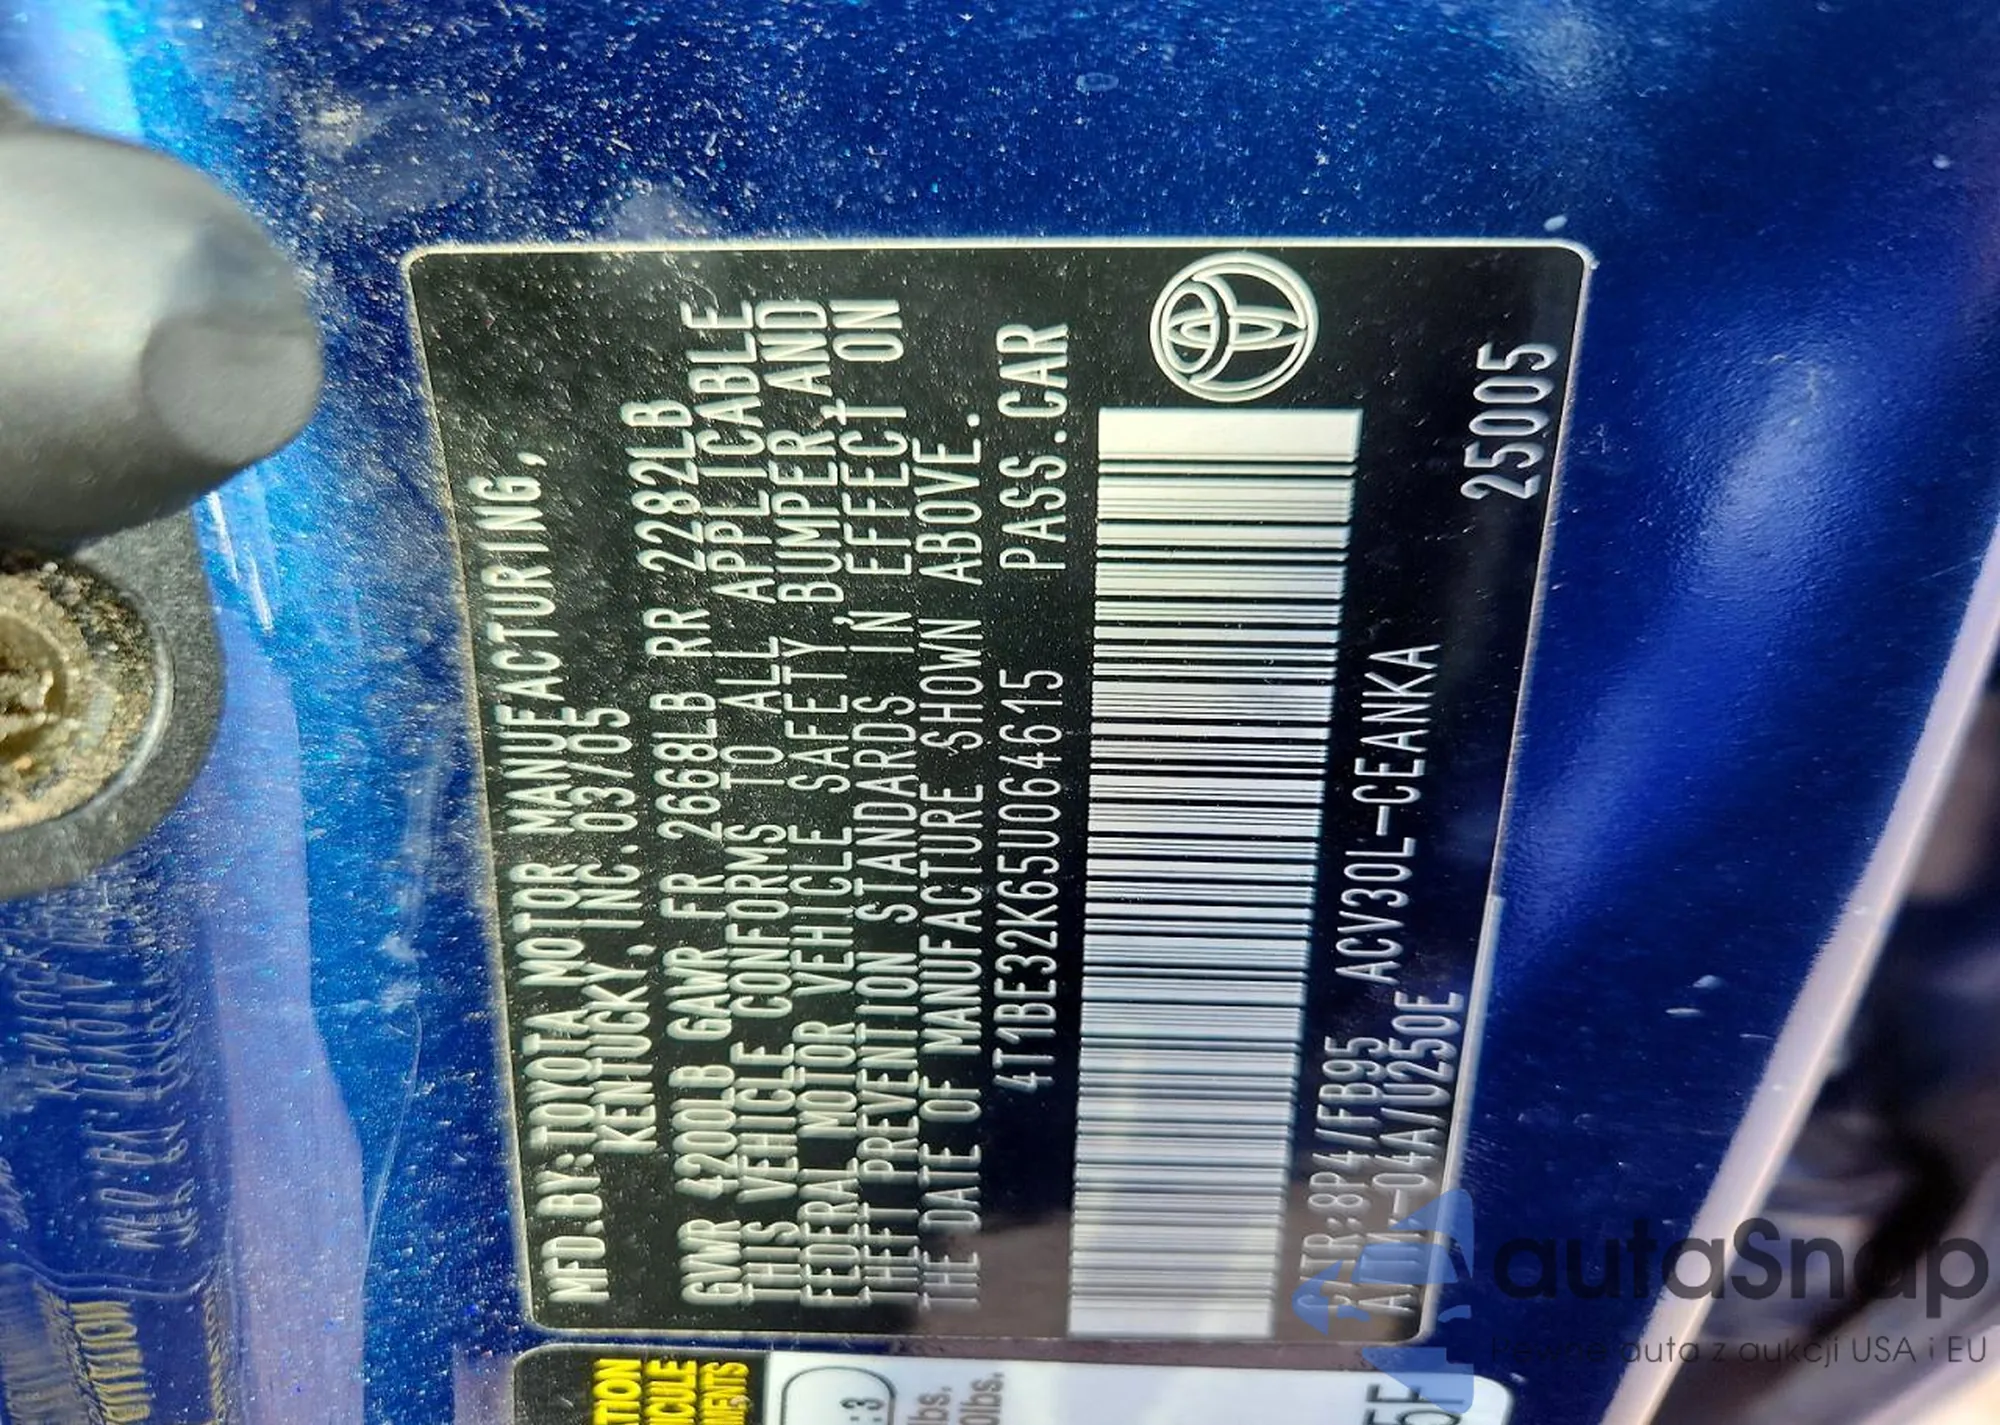 MFD.BY:TOYOTA MOTOR MANUFACTURING,
KENTUCKY, INC. 03/05
GVWR 4200LB GAWR FR 2668LB RR 2282LB
THIS VEHICLE CONFORMS TO ALL APPLICABLE
FEDERAL MOTOR VEHICLE SAFETY, BUMPER, AND
THEFT PREVENTION STANDARDS IN EFFECT ON
THE DATE OF MANUFACTURE SHOWN ABOVE.
4T1BE32K65U064615 PASS.CAR
/TR:8P4/FB95 ACV30L-CEANKA
-04A/U250E
25005
autaSnap
auta z aukcji USA i EU